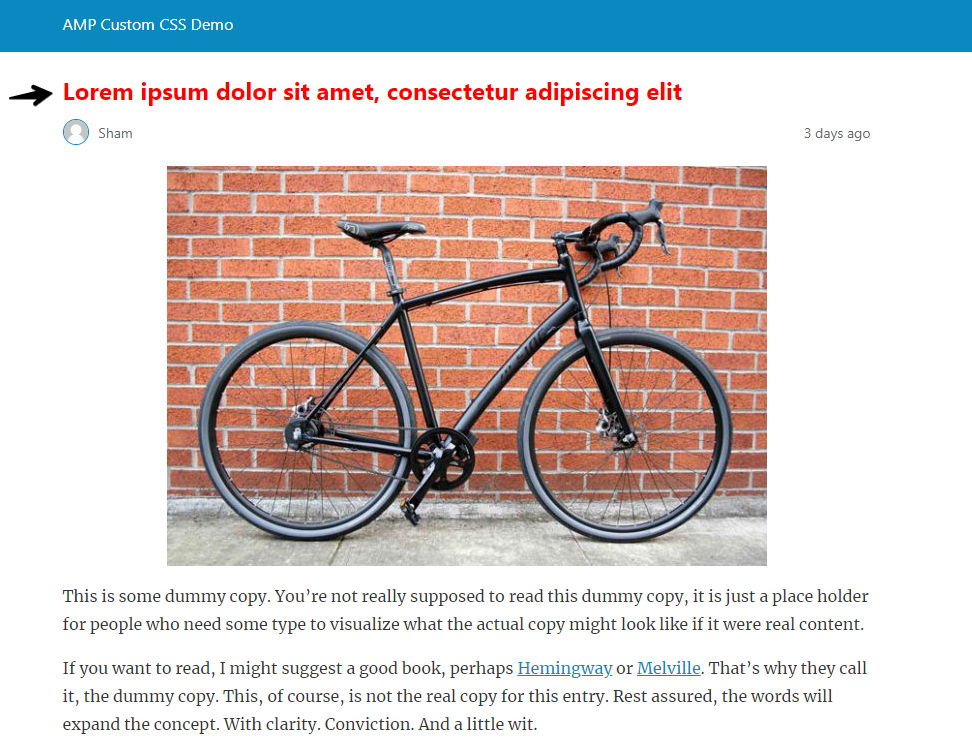 AMP Custom CSS Demo
Lorem ipsum dolor sit amet, consectetur adipiscing elit
Sham
3 days ago
This is some dummy copy. You’re not really supposed to read this dummy copy, it is just a place holder
for people who need some type to visualize what the actual copy might look like if it were real content.
If you want to read, I might suggest a good book, perhaps Hemingway or Melville. That’s why they call
it, the dummy copy. This, of course, is not the real copy for this entry. Rest assured, the words will
expand the concept. With clarity. Conviction. And a little wit.